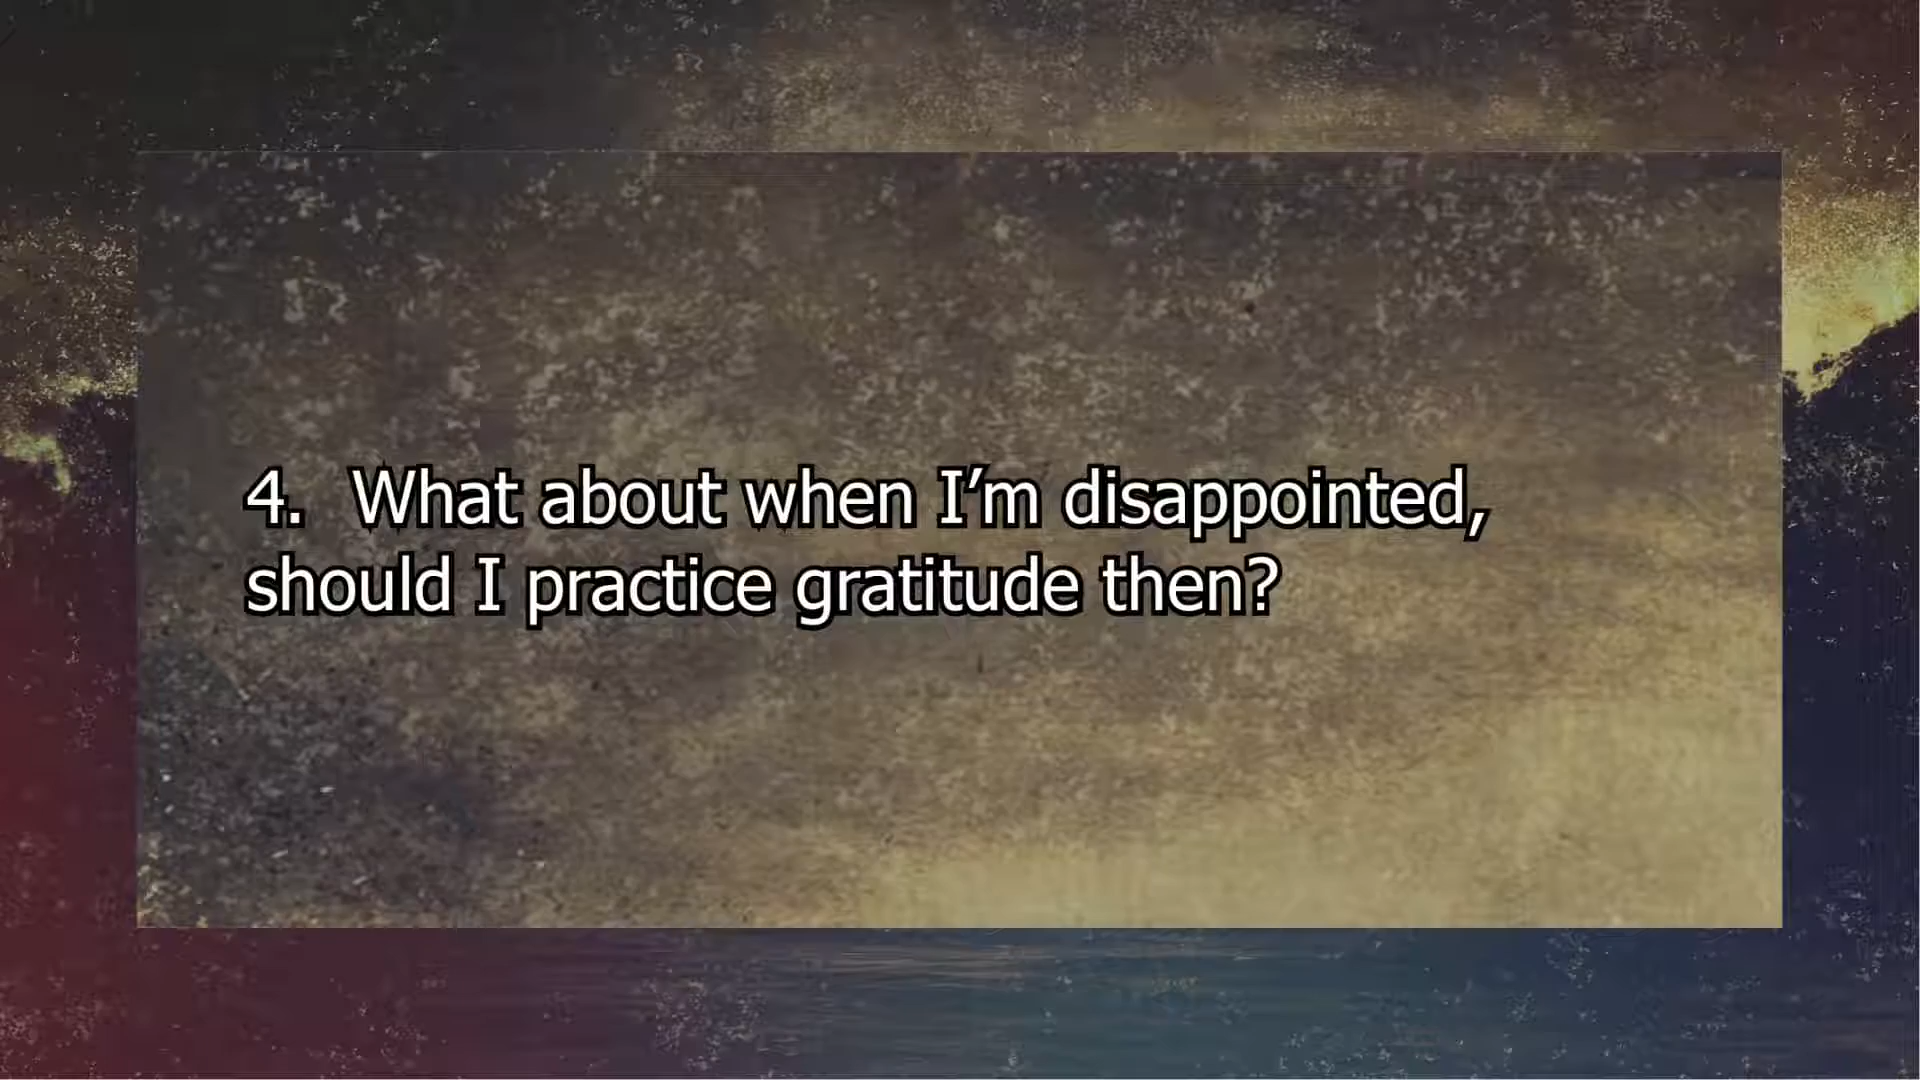 4. What about when I’m disappointed,
should I practice gratitude then?